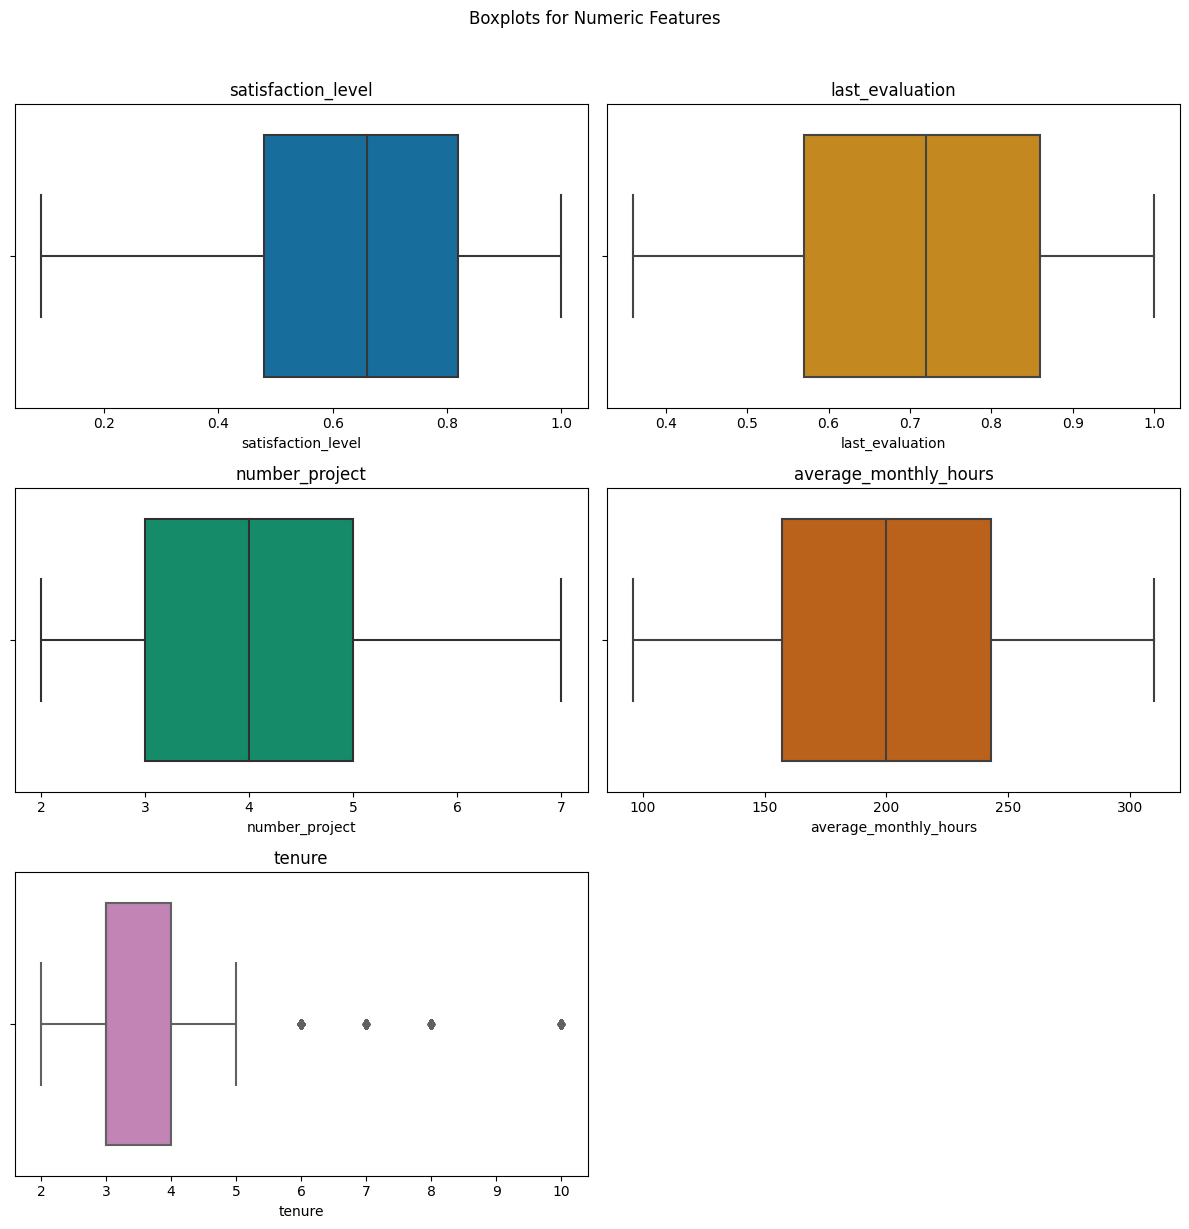 Boxplots for Numeric Features
satisfaction_level
last_evaluation
0.2 0.4 0.6 0.8 1.0
satisfaction_level
0.4 0.5 0.6 0.7 0.8 0.9 1.0
last_evaluation
number_project
average_monthly_hours
2 3 4 5 6 7
number_project
100 150 200 250 300
average_monthly_hours
tenure
2 3 4 5 6 7 8 9 10
tenure